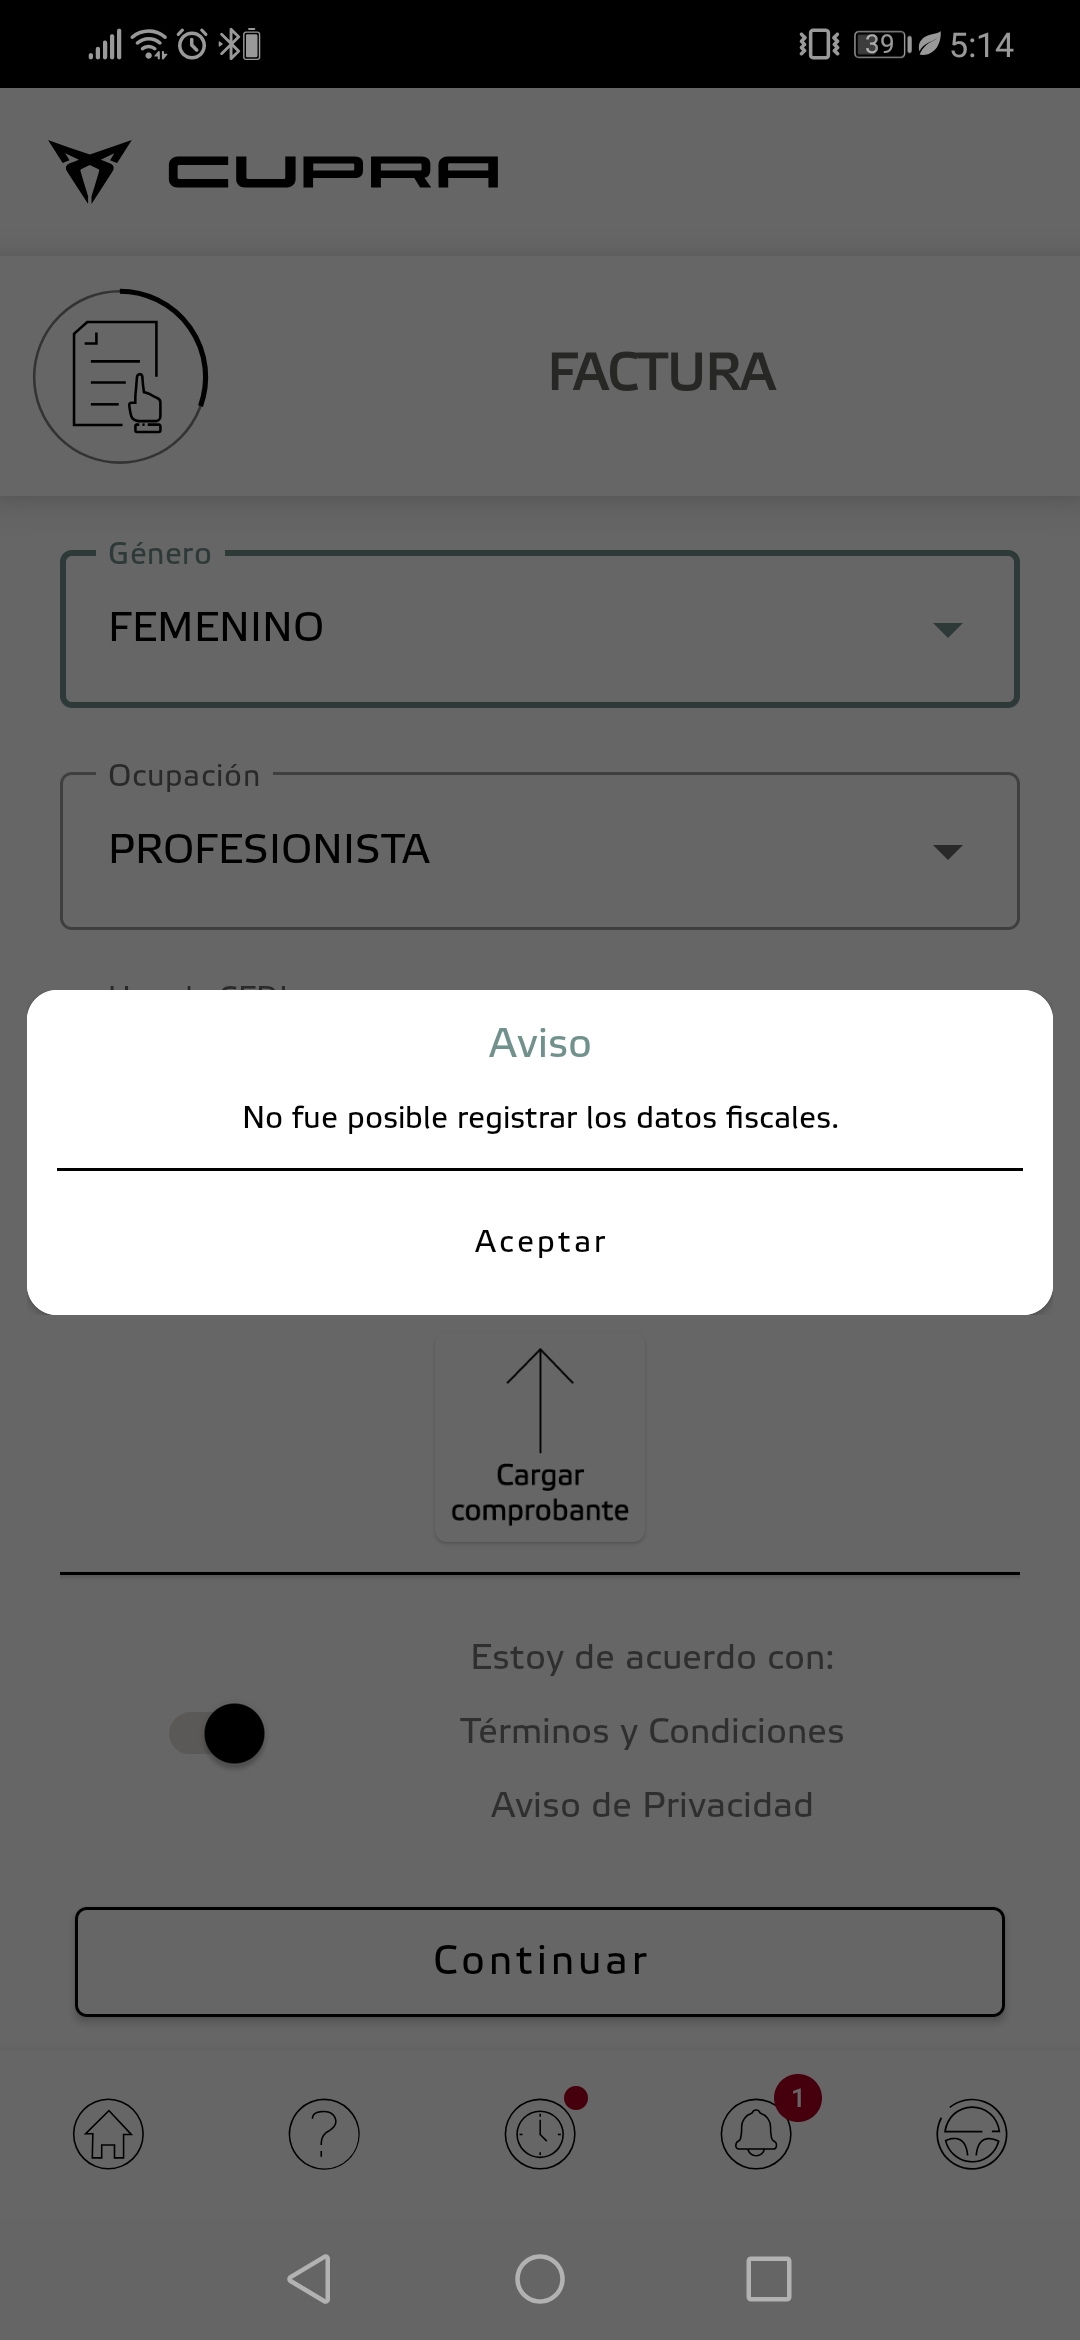 39 5:14
CUPRA
FACTURA
Género
FEMENINO
Ocupación
PROFESIONISTA
Aviso
No fue posible registrar los datos fiscales.
Aceptar
Cargar
comprobante
Estoy de acuerdo con:
Términos y Condiciones
Aviso de Privacidad
Continuar
1